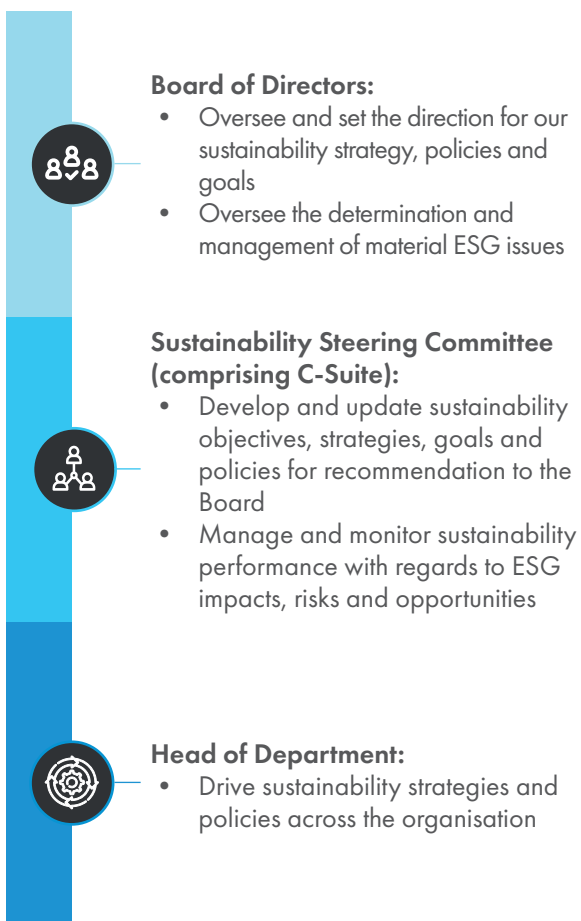 Board of Directors:
• Oversee and set the direction for our
sustainability strategy, policies and
goals
• Oversee the determination and
management of material ESG issues
Sustainability Steering Committee
(comprising C-Suite):
• Develop and update sustainability
objectives, strategies, goals and
policies for recommendation to the
Board
• Manage and monitor sustainability
performance with regards to ESG
impacts, risks and opportunities
Head of Department:
• Drive sustainability strategies and
policies across the organisation